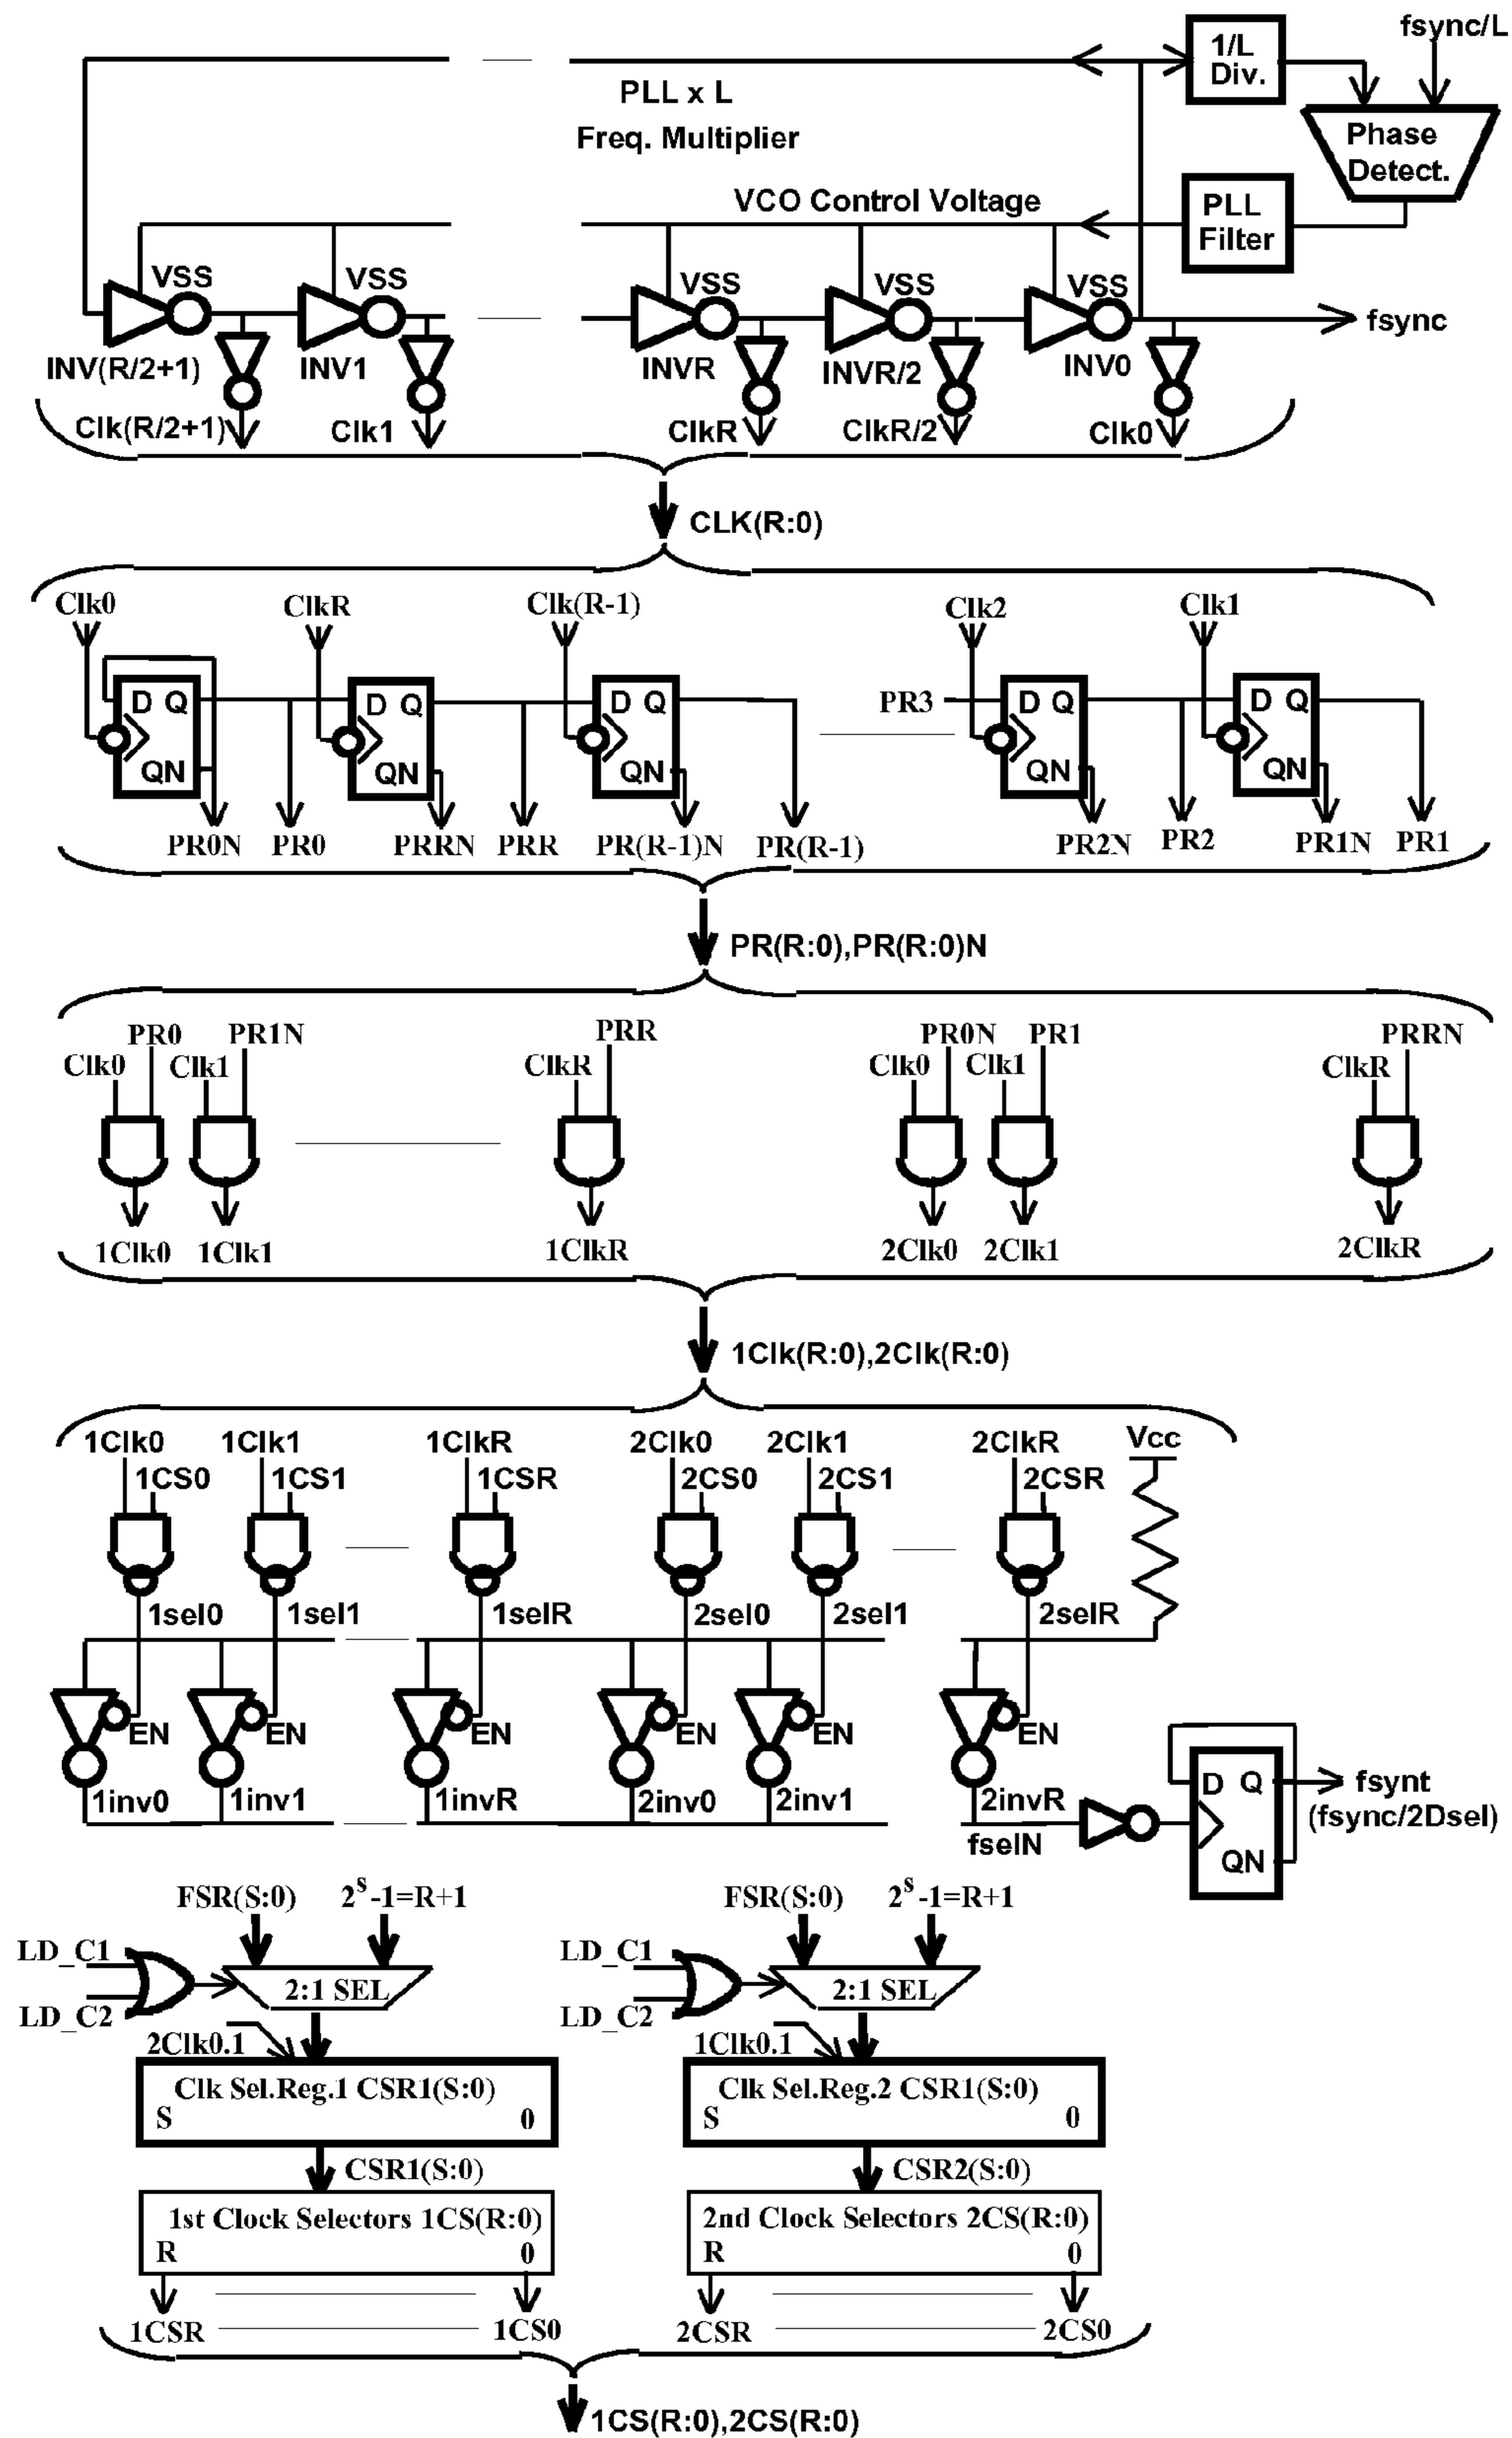 fsync/L
1/L
Div.
PLL x L
Freq. Multiplier
Phase
Detect.
VCO Control Voltage
PLL
Filter
VSS VSS VSS VSS VSS
fsync
INV(R/2+1) INV1 INVR INVR/2 INV0
Clk(R/2+1) Clk1 ClkR ClkR/2 Clk0
CLK(R:0)
Clk0 ClkR Clk(R-1) Clk2 Clk1
D Q D Q D Q PR3 D Q D Q
QN QN QN QN QN
PR0N PR0 PRRN PRR PR(R-1)N PR(R-1) PR2N PR2 PR1N PR1
PR(R:0),PR(R:0)N
PR0 PR1N PRR PR0N PR1 PRRN
Clk0 Clk1 ClkR Clk0 Clk1 ClkR
1Clk0 1Clk1 1ClkR 2Clk0 2Clk1 2ClkR
1Clk(R:0),2Clk(R:0)
1Clk0 1Clk1 1ClkR 2Clk0 2Clk1 2ClkR Vcc
1CS0 1CS1 1CSR 2CS0 2CS1 2CSR
1sel0 1sel1 1selR 2sel0 2sel1 2selR
EN EN EN EN EN EN
1inv0 1inv1 1invR 2inv0 2inv1 2invR
D Q fsynt
(fsync/2Dsel)
fselN
QN
FSR(S:0) 2^S-1=R+1 FSR(S:0) 2^S-1=R+1
LD_C1 LD_C1
2:1 SEL 2:1 SEL
LD_C2 LD_C2
2Clk0.1 1Clk0.1
Clk Sel.Reg.1 CSR1(S:0) Clk Sel.Reg.2 CSR1(S:0)
S 0 S 0
CSR1(S:0) CSR2(S:0)
1st Clock Selectors 1CS(R:0) 2nd Clock Selectors 2CS(R:0)
R 0 R 0
1CSR 1CS0 2CSR 2CS0
1CS(R:0),2CS(R:0)